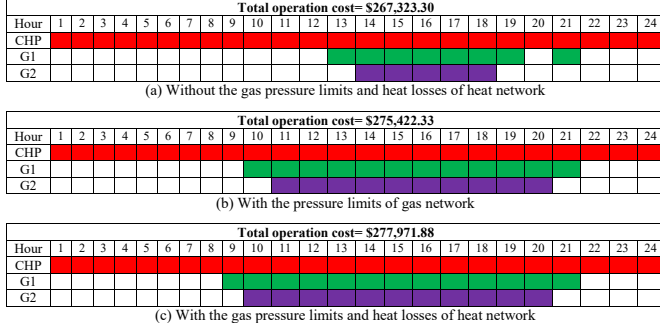 Total operation cost= $267,323.30
Hour 1 2 3 4 5 6 7 8 9 10 11 12 13 14 15 16 17 18 19 20 21 22 23 24
CHP
G1
G2
(a) Without the gas pressure limits and heat losses of heat network
Total operation cost= $275,422.33
Hour 1 2 3 4 5 6 7 8 9 10 11 12 13 14 15 16 17 18 19 20 21 22 23 24
CHP
G1
G2
(b) With the pressure limits of gas network
Total operation cost= $277,971.88
Hour 1 2 3 4 5 6 7 8 9 10 11 12 13 14 15 16 17 18 19 20 21 22 23 24
CHP
G1
G2
(c) With the gas pressure limits and heat losses of heat network